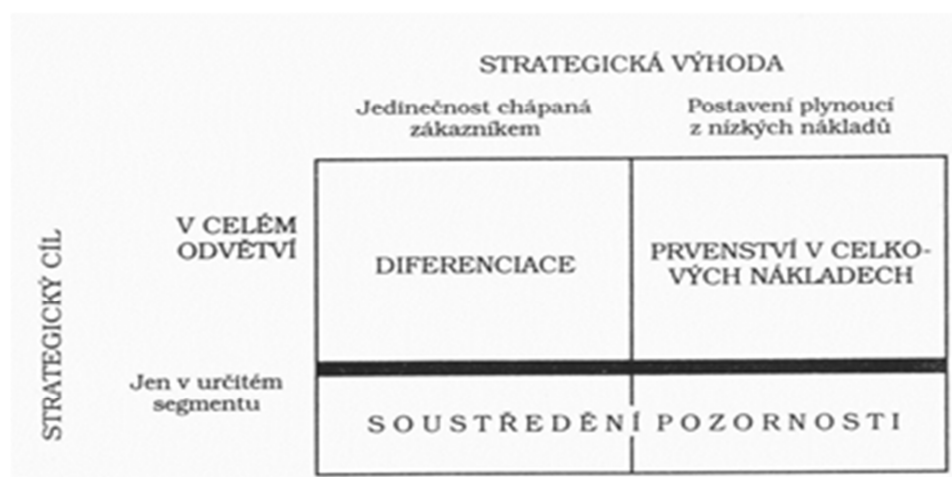 STRATEGICKÁ VÝHODA
Jedinečnost chápaná
zákazníkem
Postavení plynoucí
z nízkých nákladů
STRATEGICKÝ CÍL
V CELÉM
ODVĚTVÍ
DIFERENCIACE
PRVENSTVÍ V CELKO-
VÝCH NÁKLADECH
Jen v určitém
segmentu
SOUSTŘEDĚNÍ POZORNOSTI